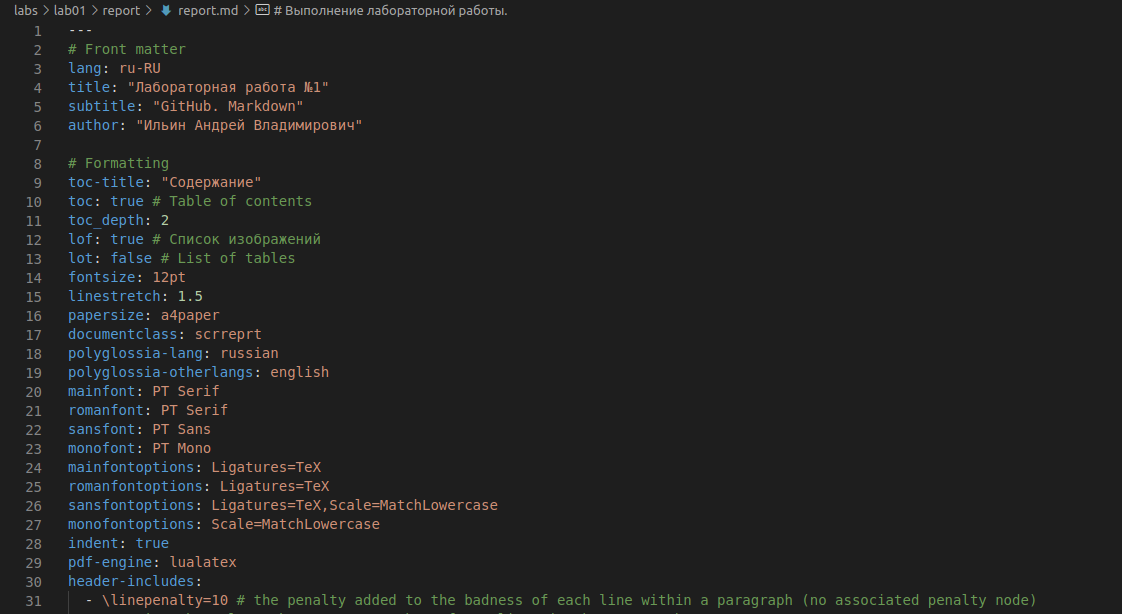 labs > lab01 > report > report.md > # Выполнение лабораторной работы.
1 ---
2 # Front matter
3 lang: ru-RU
4 title: "Лабораторная работа №1"
5 subtitle: "GitHub. Markdown"
6 author: "Ильин Андрей Владимирович"
7
8 # Formatting
9 toc-title: "Содержание"
10 toc: true # Table of contents
11 toc_depth: 2
12 lof: true # Список изображений
13 lot: false # List of tables
14 fontsize: 12pt
15 linestretch: 1.5
16 papersize: a4paper
17 documentclass: scrreprt
18 polyglossia-lang: russian
19 polyglossia-otherlangs: english
20 mainfont: PT Serif
21 romanfont: PT Serif
22 sansfont: PT Sans
23 monofont: PT Mono
24 mainfontoptions: Ligatures=TeX
25 romanfontoptions: Ligatures=TeX
26 sansfontoptions: Ligatures=TeX,Scale=MatchLowercase
27 monofontoptions: Scale=MatchLowercase
28 indent: true
29 pdf-engine: lualatex
30 header-includes:
31 - \linepenalty=10 # the penalty added to the badness of each line within a paragraph (no associated penalty node)